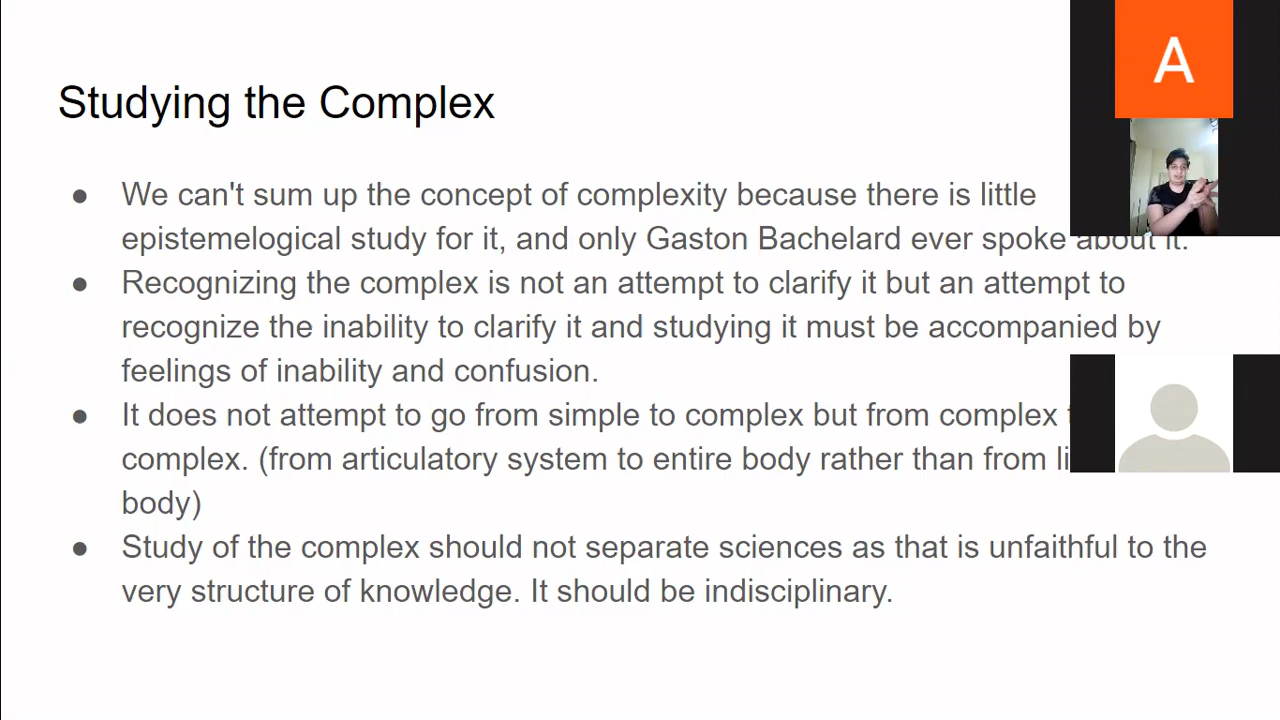 Studying the Complex
A
● We can't sum up the concept of complexity because there is little
epistemelogical study for it, and only Gaston Bachelard ever spoke about it.
● Recognizing the complex is not an attempt to clarify it but an attempt to
recognize the inability to clarify it and studying it must be accompanied by
feelings of inability and confusion.
● It does not attempt to go from simple to complex but from complex
complex. (from articulatory system to entire body rather than from
body)
● Study of the complex should not separate sciences as that is unfaithful to the
very structure of knowledge. It should be indisciplinary.